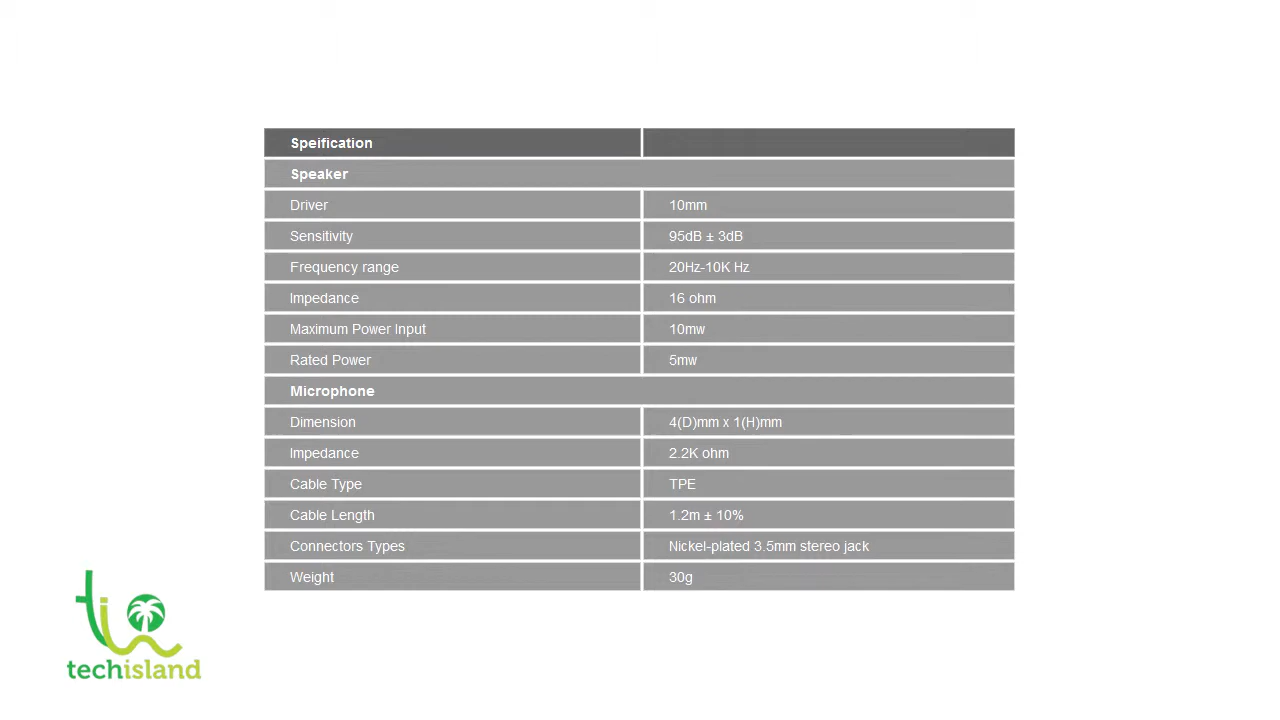 Speification
Speaker
Driver 10mm
Sensitivity 95dB ± 3dB
Frequency range 20Hz-10K Hz
Impedance 16 ohm
Maximum Power Input 10mw
Rated Power 5mw
Microphone
Dimension 4(D)mm x 1(H)mm
Impedance 2.2K ohm
Cable Type TPE
Cable Length 1.2m ± 10%
Connectors Types Nickel-plated 3.5mm stereo jack
Weight 30g
ti
techisland